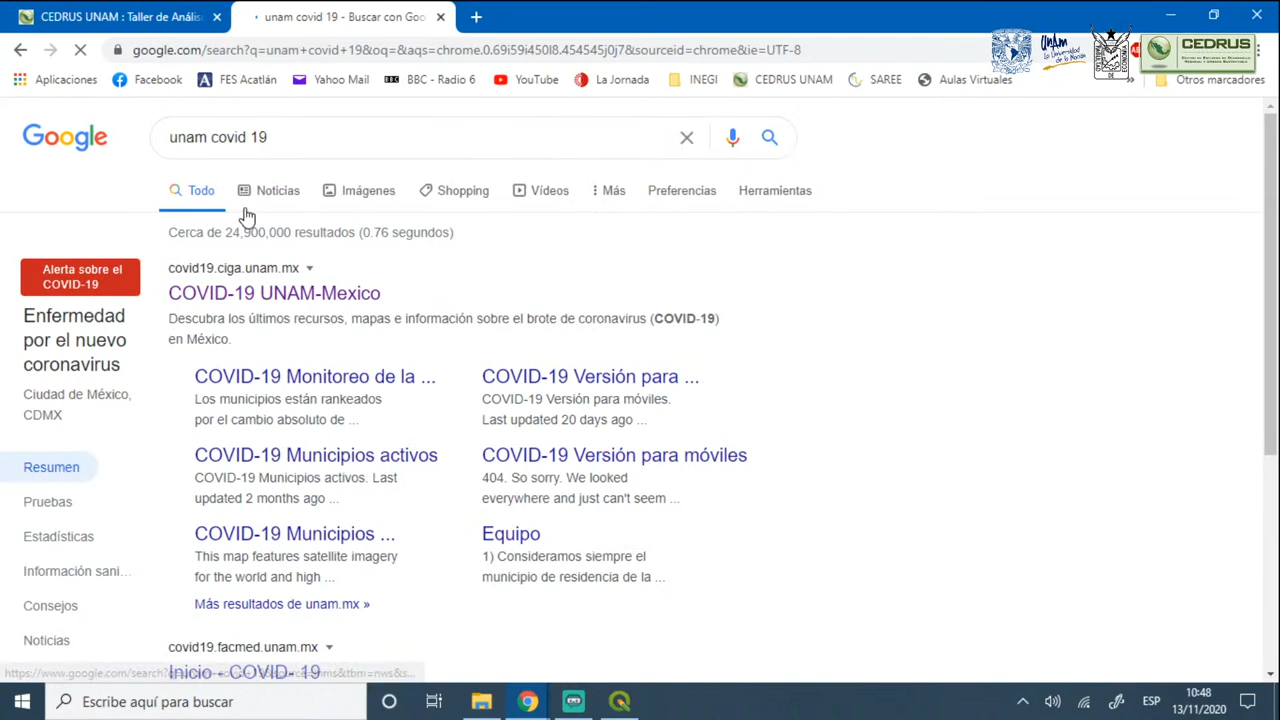 CEDRUS UNAM : Taller de Análisi
unam covid 19 - Buscar con Goo
google.com/search?q=unam+covid+19&oq=&aqs=chrome.0.69i59i450l8.454545j0j7&sourceid=chrome&ie=UTF-8
UNAM
La Universidad
de la Nación
CEDRUS
Aplicaciones
Facebook
FES Acatlán
Yahoo Mail
BBC - Radio 6
YouTube
La Jornada
INEGI
CEDRUS UNAM
SAREE
Aulas Virtuales
»
Otros marcadores
Google
unam covid 19
Todo
Noticias
Imágenes
Shopping
Vídeos
Más
Preferencias
Herramientas
Cerca de 24,900,000 resultados (0.76 segundos)
Alerta sobre el
COVID-19
Enfermedad
por el nuevo
coronavirus
Ciudad de México,
CDMX
Resumen
Pruebas
Estadísticas
Información sani...
Consejos
Noticias
covid19.ciga.unam.mx
COVID-19 UNAM-Mexico
Descubra los últimos recursos, mapas e información sobre el brote de coronavirus (COVID-19)
en México.
COVID-19 Monitoreo de la ...
Los municipios están rankeados
por el cambio absoluto de ...
COVID-19 Versión para ...
COVID-19 Versión para móviles.
Last updated 20 days ago ...
COVID-19 Municipios activos
COVID-19 Municipios activos. Last
updated 2 months ago ...
COVID-19 Versión para móviles
404. So sorry. We looked
everywhere and just can't seem ...
COVID-19 Municipios ...
This map features satellite imagery
for the world and high ...
Equipo
1) Consideramos siempre el
municipio de residencia de la ...
Más resultados de unam.mx »
covid19.facmed.unam.mx
Inicio - COVID- 19
Escribe aquí para buscar
ESP
10:48
13/11/2020